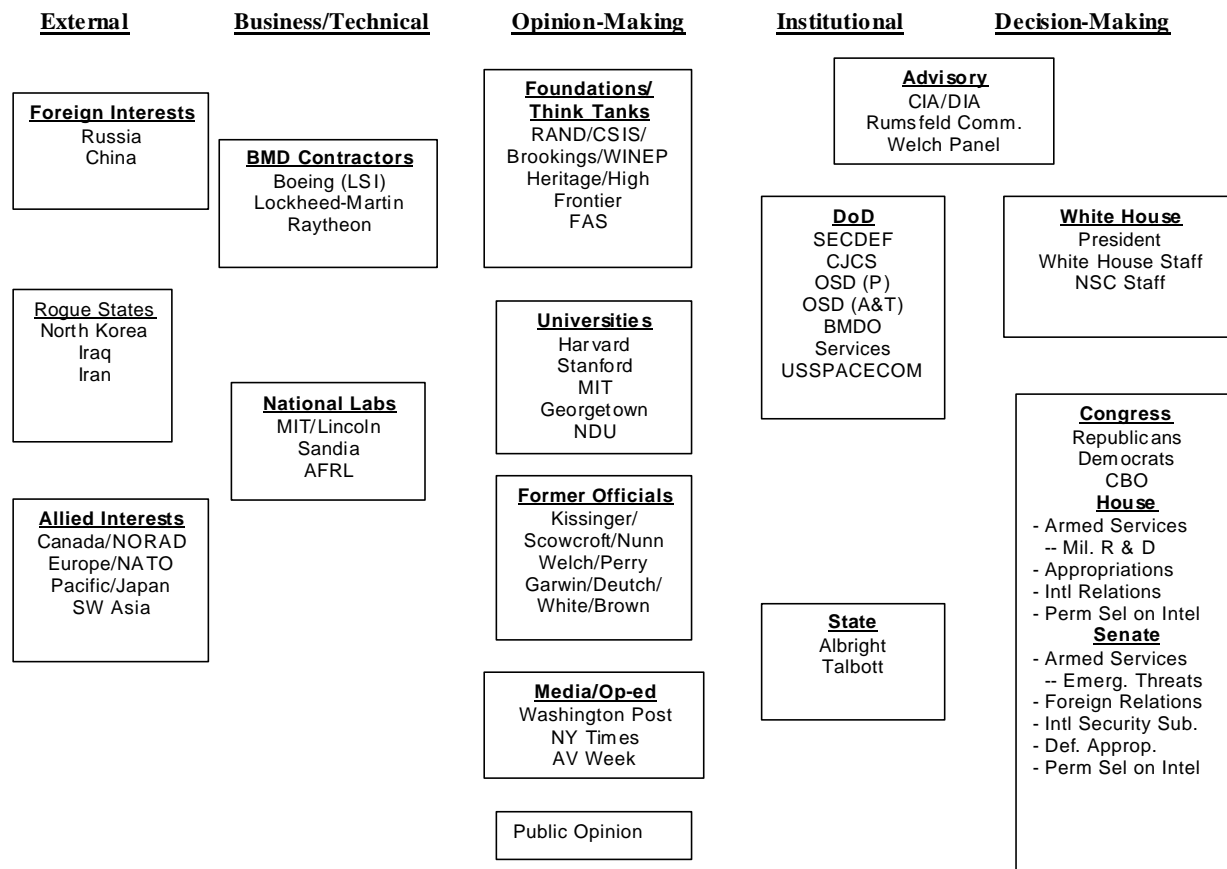 External
Business/Technical
Opinion-Making
Institutional
Decision-Making
Foreign Interests
Russia
China
Rogue States
North Korea
Iraq
Iran
Allied Interests
Canada/NORAD
Europe/NATO
Pacific/Japan
SW Asia
BMD Contractors
Boeing (LSI)
Lockheed-Martin
Raytheon
National Labs
MIT/Lincoln
Sandia
AFRL
Foundations/
Think Tanks
RAND/CSIS/
Brookings/WINEP
Heritage/High
Frontier
FAS
Universities
Harvard
Stanford
MIT
Georgetown
NDU
Former Officials
Kissinger/
Scowcroft/Nunn
Welch/Perry
Garwin/Deutch/
White/Brown
Media/Op-ed
Washington Post
NY Times
AV Week
Public Opinion
Advisory
CIA/DIA
Rumsfeld Comm.
Welch Panel
DoD
SECDEF
CJCS
OSD (P)
OSD (A&T)
BMDO
Services
USSPACECOM
State
Albright
Talbott
White House
President
White House Staff
NSC Staff
Congress
Republicans
Democrats
CBO
House
- Armed Services
-- Mil. R & D
- Appropriations
- Intl Relations
- Perm Sel on Intel
Senate
- Armed Services
-- Emerg. Threats
- Foreign Relations
- Intl Security Sub.
- Def. Approp.
- Perm Sel on Intel